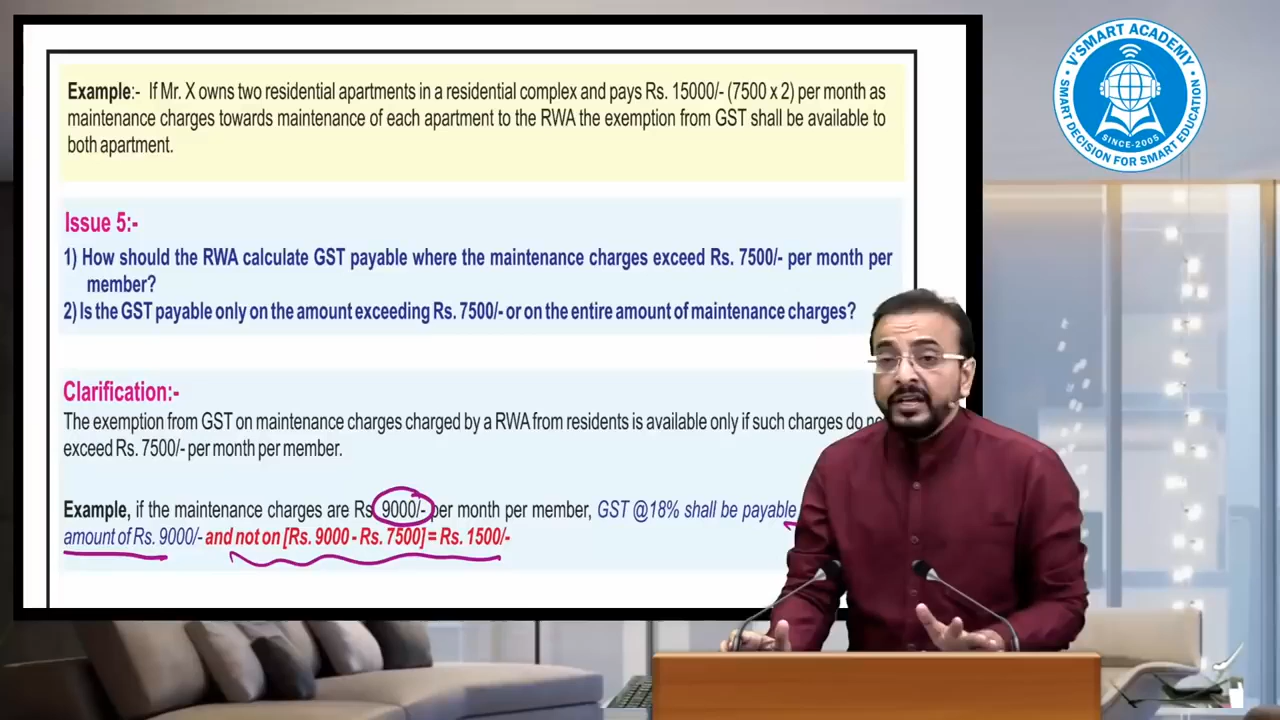 Example:- If Mr. X owns two residential apartments in a residential complex and pays Rs. 15000/- (7500 x 2) per month as
maintenance charges towards maintenance of each apartment to the RWA the exemption from GST shall be available to
both apartment.
Issue 5:-
1) How should the RWA calculate GST payable where the maintenance charges exceed Rs. 7500/- per month per
member?
2) Is the GST payable only on the amount exceeding Rs. 7500/- or on the entire amount of maintenance charges?
Clarification:-
The exemption from GST on maintenance charges charged by a RWA from residents is available only if such charges do
exceed Rs. 7500/- per month per member.
Example, if the maintenance charges are Rs 9000/- per month per member, GST @18% shall be payable
amount of Rs. 9000/- and not on [Rs. 9000 - Rs. 7500] = Rs. 1500/-
V'SMART ACADEMY
SINCE-2005
SMART DECISION FOR SMART EDUCATION